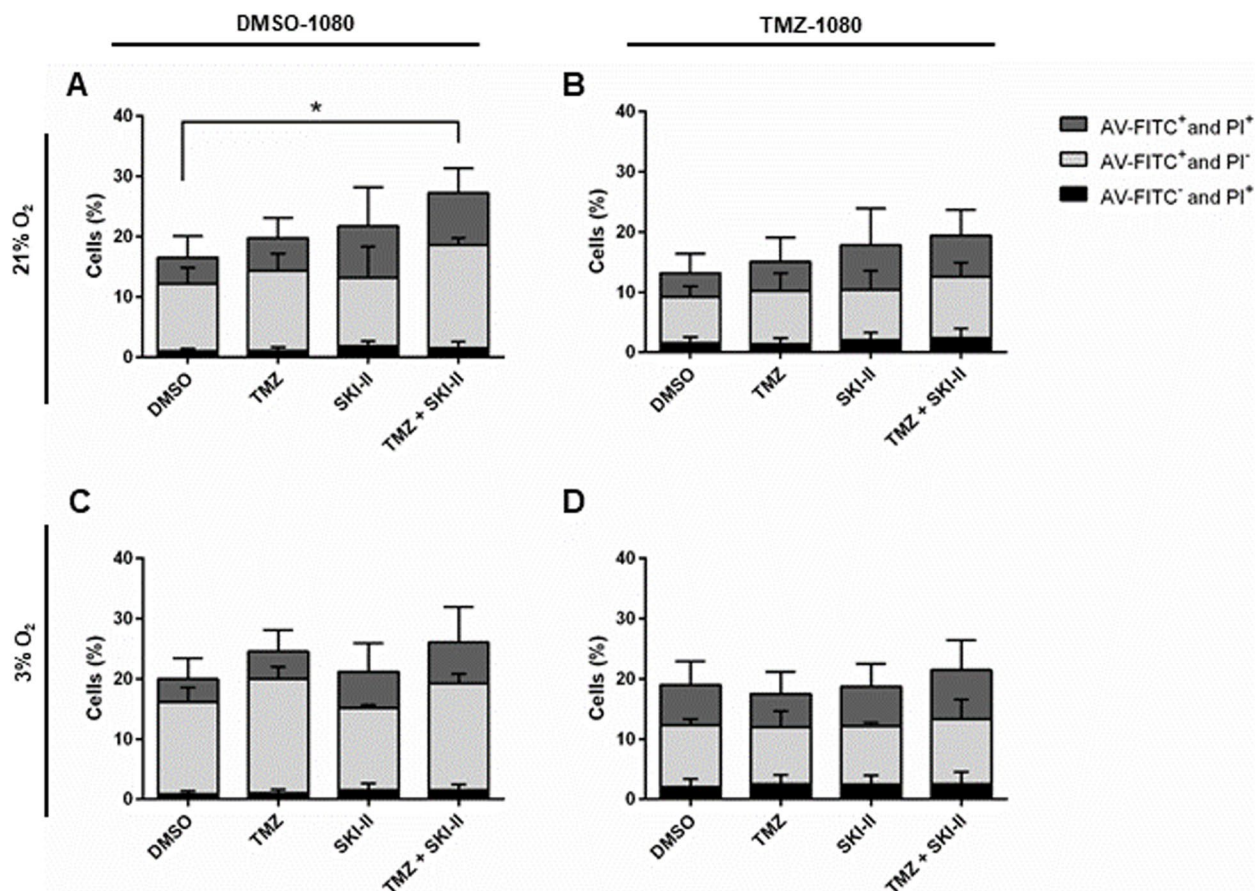 DMSO-1080
TMZ-1080
A
B
*
40
30
20
10
0
Cells (%)
21% O₂
DMSO
TMZ
SKI-II
TMZ + SKI-II
40
30
20
10
0
Cells (%)
DMSO
TMZ
SKI-II
TMZ + SKI-II
AV-FITC⁺ and PI⁺
AV-FITC⁺ and PI⁻
AV-FITC⁻ and PI⁺
C
D
3% O₂
40
30
20
10
0
Cells (%)
DMSO
TMZ
SKI-II
TMZ + SKI-II
40
30
20
10
0
Cells (%)
DMSO
TMZ
SKI-II
TMZ + SKI-II